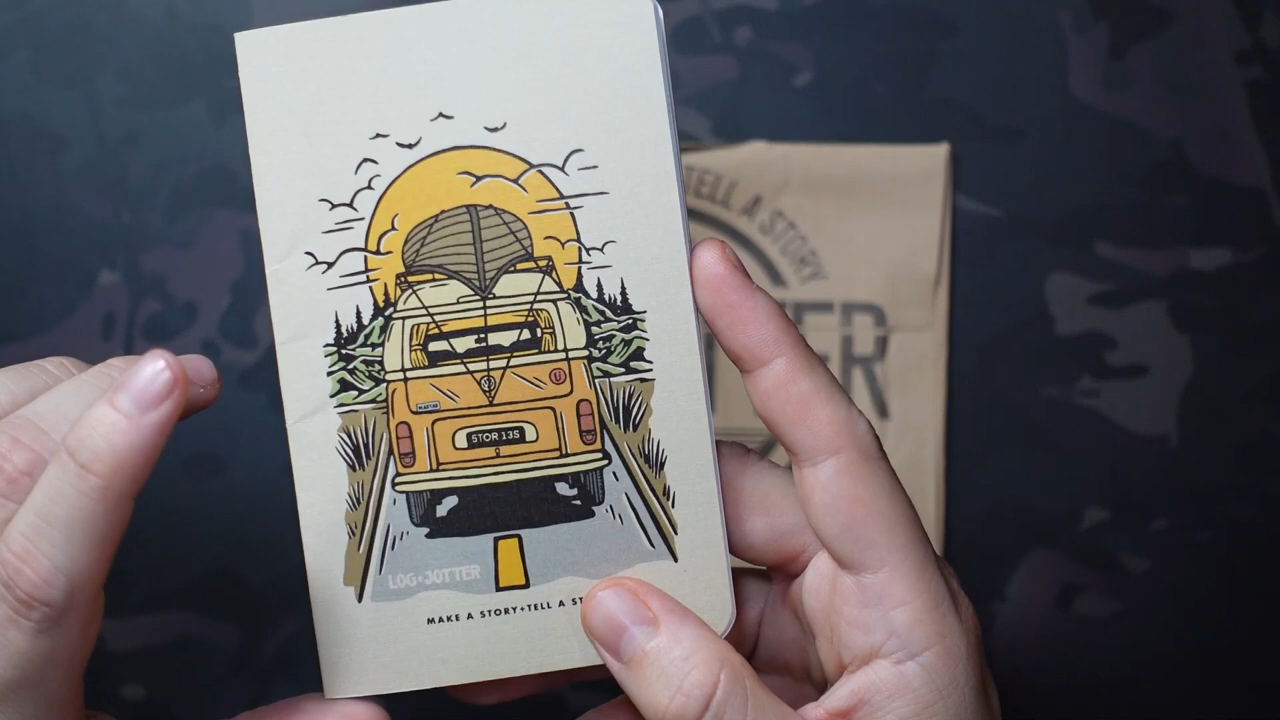 STOR 13S
LOG+JOTTER
MAKE A STORY+TELL A ST
TELL A STORY
TER